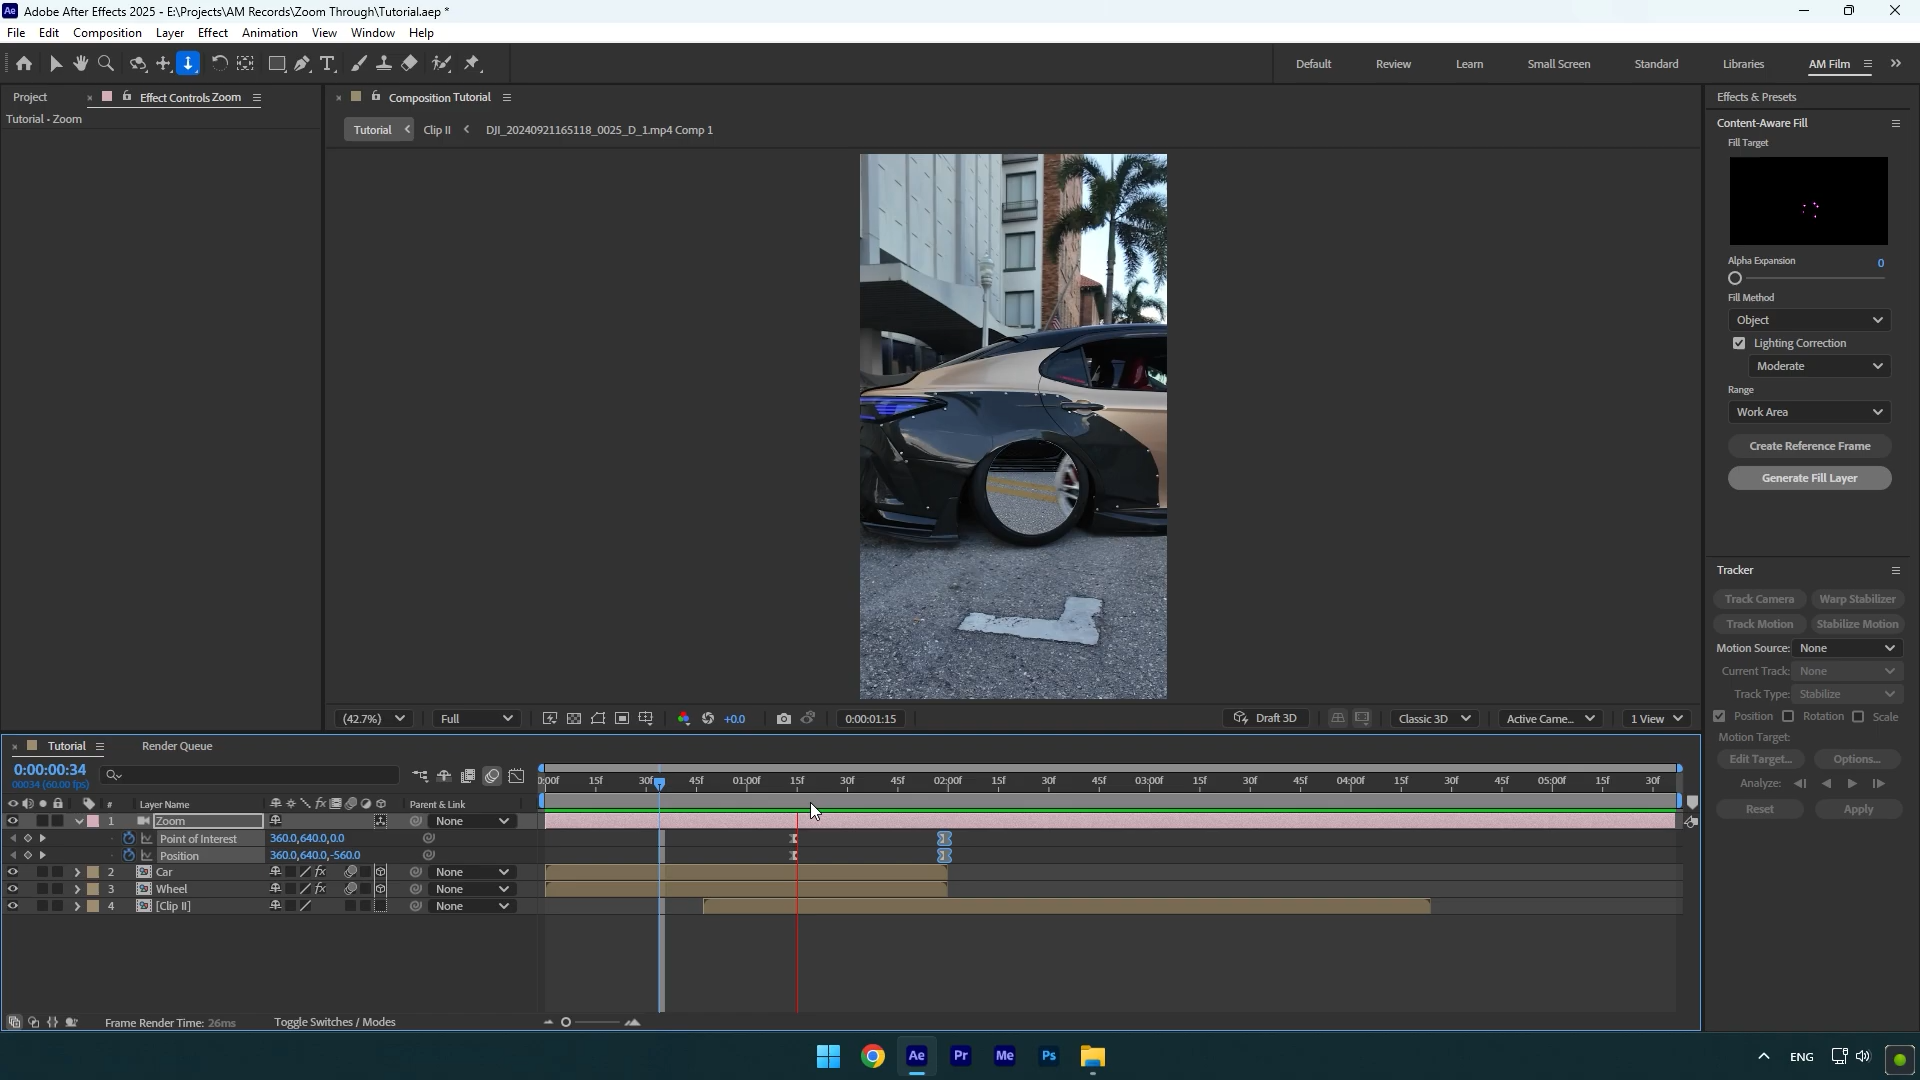 Adobe After Effects 2025 - E:\Projects\AM Records\Zoom Through\Tutorial.aep *
File Edit Composition Layer Effect Animation View Window Help
Default Review Learn Small Screen Standard Libraries AM Film
Project Effect Controls Zoom
Tutorial • Zoom
Composition Tutorial
Tutorial Clip II DJI_20240921165118_0025_D_1.mp4 Comp 1
Effects & Presets
Content-Aware Fill
Fill Target
Alpha Expansion 0
Fill Method
Object
Lighting Correction
Moderate
Range
Work Area
Create Reference Frame
Generate Fill Layer
Tracker
Track Camera Warp Stabilizer
Track Motion Stabilize Motion
Motion Source: None
Current Track: None
Track Type: Stabilize
Position Rotation Scale
Motion Target:
Edit Target... Options...
Analyze:
Reset Apply
(42.7%) Full +0.0 0:00:01:15 Draft 3D Classic 3D Active Came... 1 View
Tutorial Render Queue
0:00:00:34
00034 (60.00 fps)
0:00f 15f 30f 45f 01:00f 15f 30f 45f 02:00f 15f 30f 45f 03:00f 15f 30f 45f 04:00f 15f 30f 45f 05:00f 15f 30f
# Layer Name fx Parent & Link
1 Zoom None
Point of Interest 360.0,640.0,0.0
Position 360.0,640.0,-560.0
2 Car fx None
3 Wheel fx None
4 [Clip II] None
Frame Render Time: 26ms Toggle Switches / Modes
Ae Pr Me Ps ENG